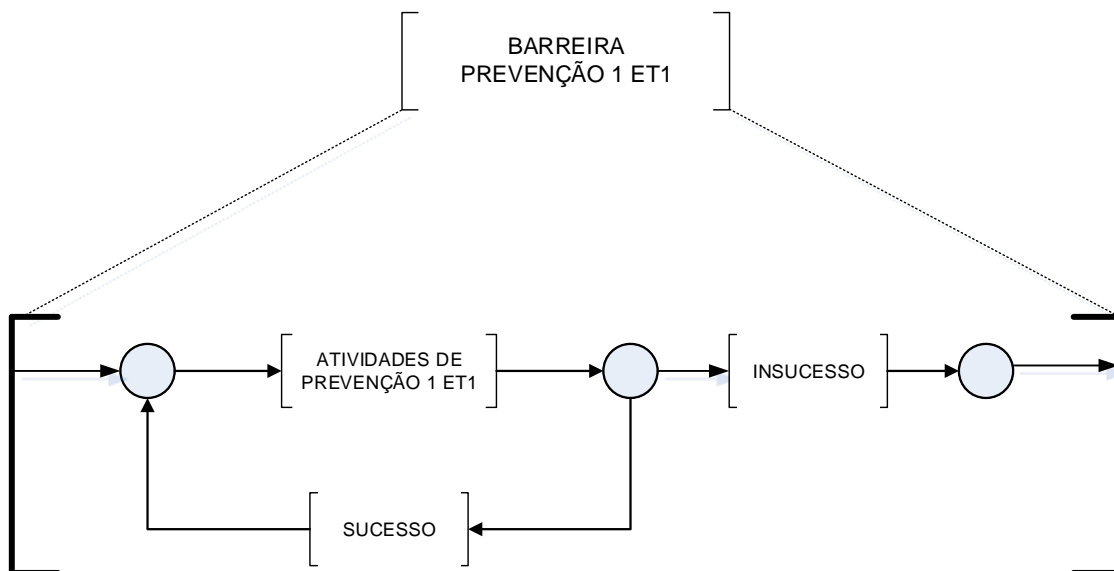 BARREIRA
PREVENÇÃO 1 ET1
ATIVIDADES DE
PREVENÇÃO 1 ET1
INSUCESSO
SUCESSO